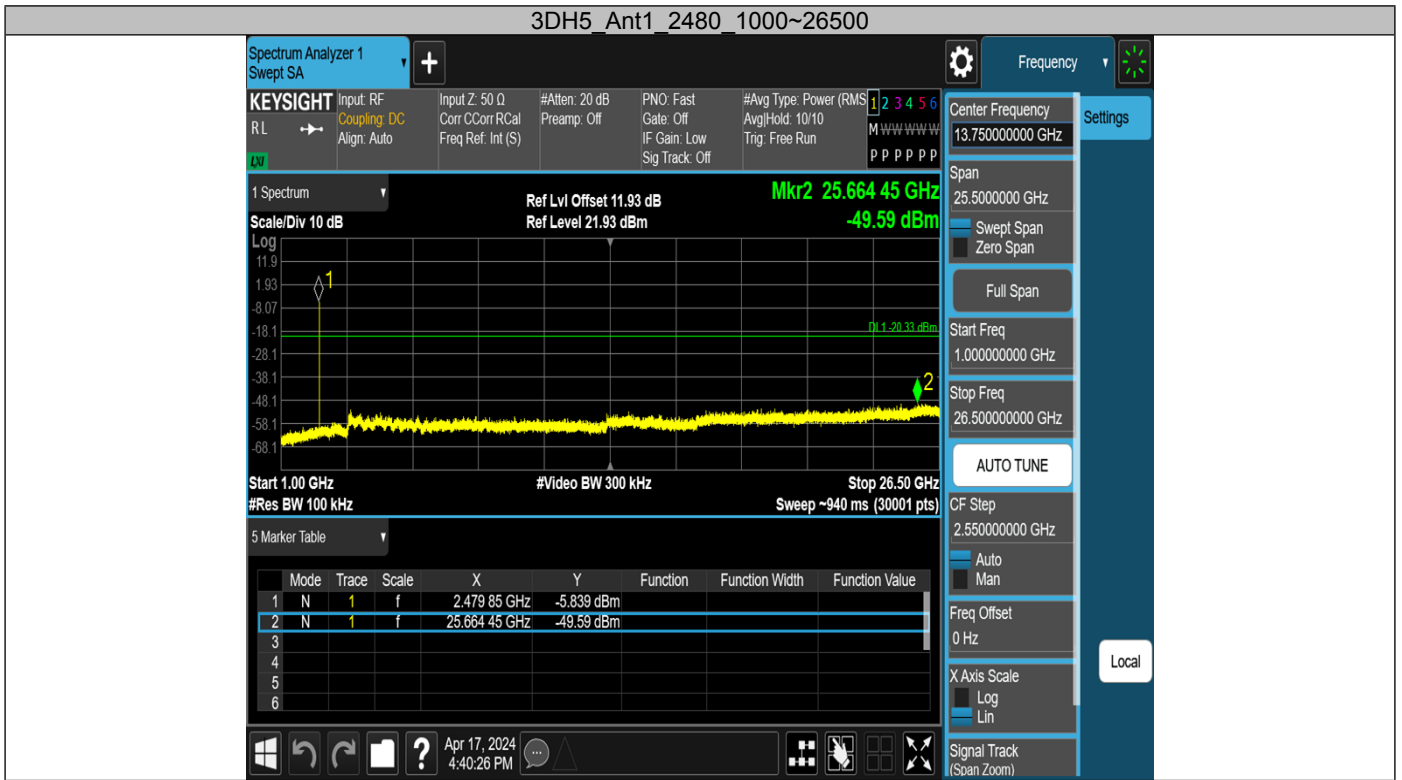 3DH5_Ant1_2480_1000~26500
Spectrum Analyzer 1
Swept SA
+
Frequency
KEYSIGHT
RL
LXI
Input: RF
Coupling: DC
Align: Auto
Input Z: 50 Ω
Corr CCorr RCal
Freq Ref: Int (S)
#Atten: 20 dB
Preamp: Off
PNO: Fast
Gate: Off
IF Gain: Low
Sig Track: Off
#Avg Type: Power (RMS
Avg|Hold: 10/10
Trig: Free Run
1 2 3 4 5 6
M W W W W W
P P P P P P
1 Spectrum
Scale/Div 10 dB
Ref Lvl Offset 11.93 dB
Ref Level 21.93 dBm
Mkr2 25.664 45 GHz
-49.59 dBm
Log
11.9
1.93
-8.07
-18.1
-28.1
-38.1
-48.1
-58.1
-68.1
1
DL1 -20.33 dBm
2
Start 1.00 GHz
#Res BW 100 kHz
#Video BW 300 kHz
Stop 26.50 GHz
Sweep ~940 ms (30001 pts)
5 Marker Table
Mode Trace Scale X Y Function Function Width Function Value
1 N 1 f 2.479 85 GHz -5.839 dBm
2 N 1 f 25.664 45 GHz -49.59 dBm
3
4
5
6
Apr 17, 2024
4:40:26 PM
Center Frequency
13.750000000 GHz
Settings
Span
25.5000000 GHz
Swept Span
Zero Span
Full Span
Start Freq
1.000000000 GHz
Stop Freq
26.500000000 GHz
AUTO TUNE
CF Step
2.550000000 GHz
Auto
Man
Freq Offset
0 Hz
X Axis Scale
Log
Lin
Signal Track
(Span Zoom)
Local